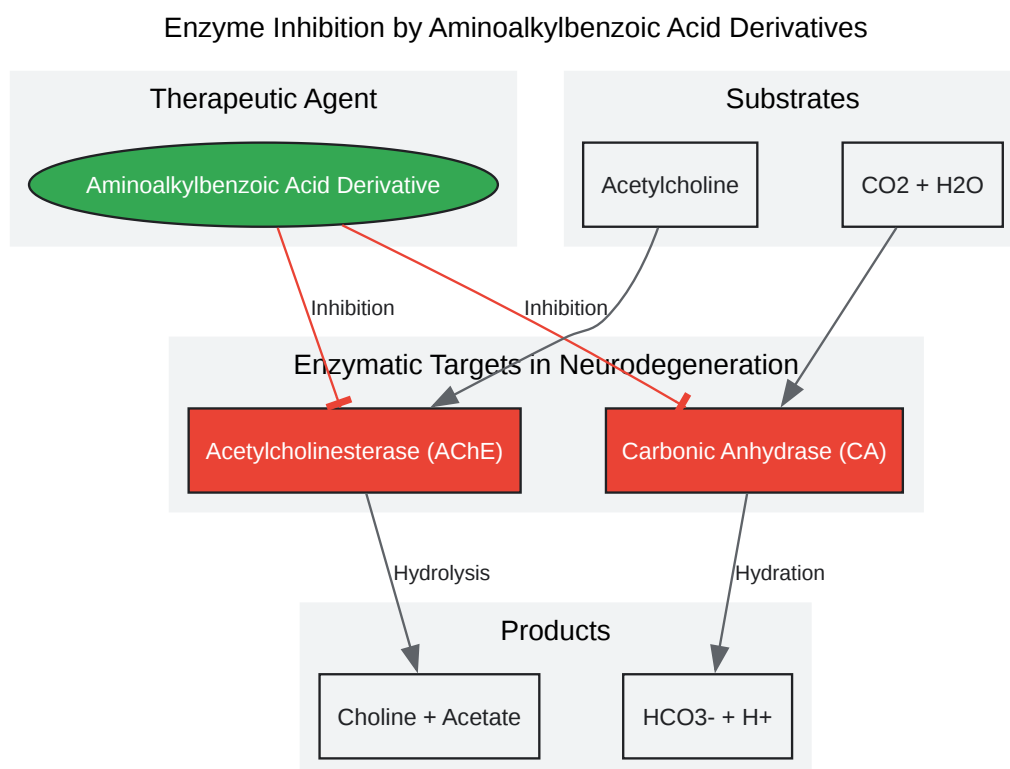 Enzyme Inhibition by Aminoalkylbenzoic Acid Derivatives
Therapeutic Agent
Substrates
Aminoalkylbenzoic Acid Derivative
Acetylcholine
CO2 + H2O
Inhibition
Inhibition
Enzymatic Targets in Neurodegeneration
Acetylcholinesterase (AChE)
Carbonic Anhydrase (CA)
Hydrolysis
Hydration
Products
Choline + Acetate
HCO3- + H+